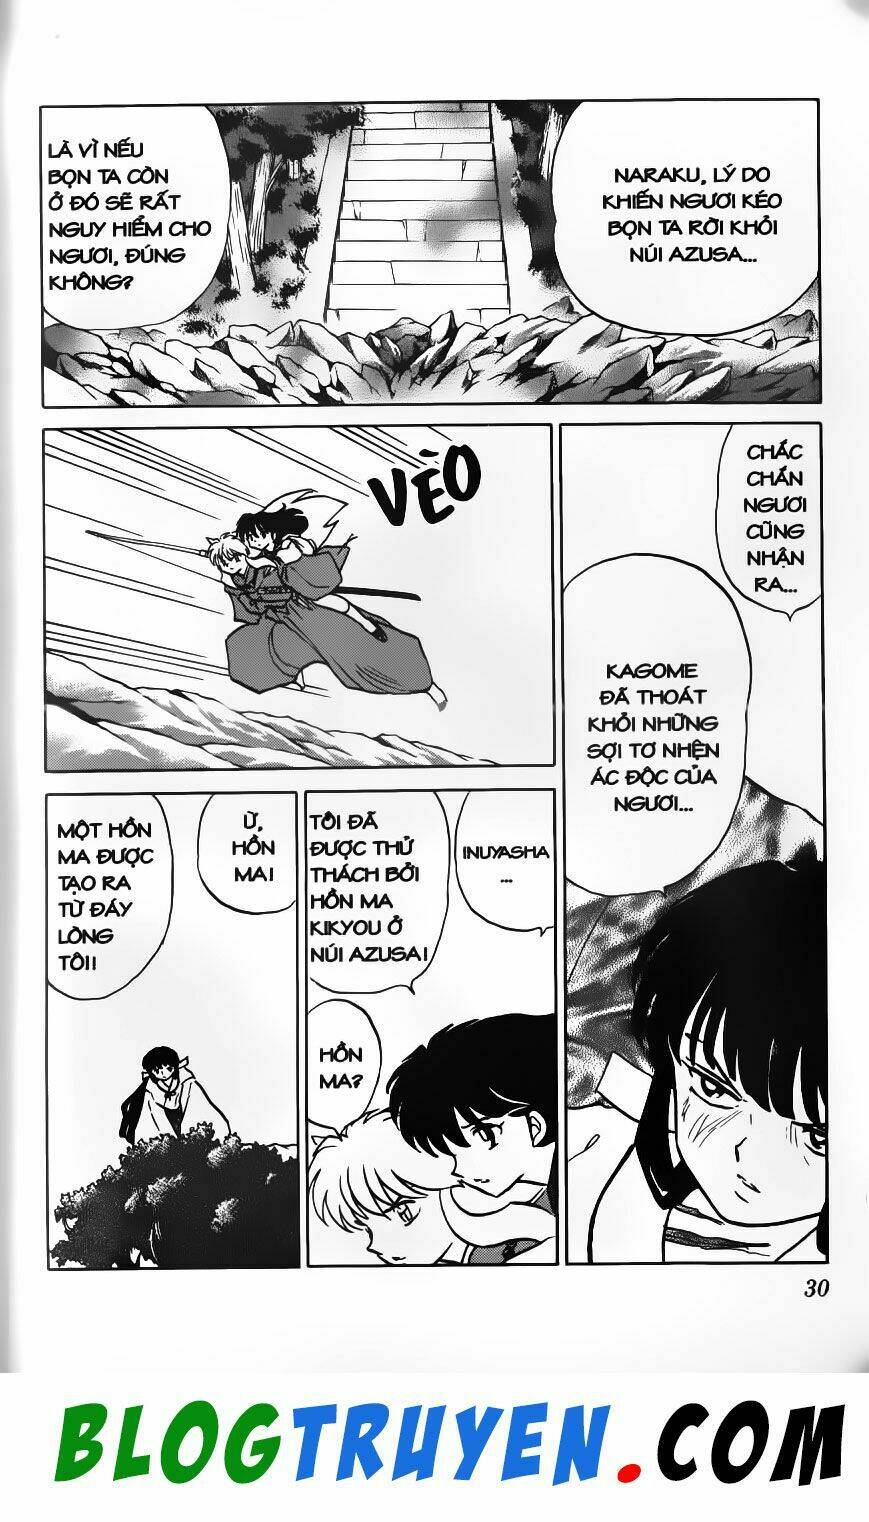 NARAKU, LÝ DO
KHIẾN NGƯƠI KÉO
BỌN TA RỜI KHỎI
NÚI AZUSA...
LÀ VÌ NẾU
BỌN TA CÒN
Ở ĐÓ SẼ RẤT
NGUY HIỂM CHO
NGƯƠI, ĐÚNG
KHÔNG?
CHẮC
CHẮN
NGƯƠI
CŨNG
NHẬN
RA...
KAGOME
ĐÃ THOÁT
KHỎI NHỮNG
SỢI TƠ NHỆN
ÁC ĐỘC CỦA
NGƯƠI...
VÈO
INUYASHA
...
TÔI ĐÃ
ĐƯỢC THỬ
THÁCH BỞI
HỒN MA
KIKYOU Ở
NÚI AZUSA!
HỒN
MA?
Ừ,
HỒN
MA!
MỘT HỒN
MA ĐƯỢC
TẠO RA
TỪ ĐÁY
LÒNG
TÔI!
30
BLOGTRUYEN.COM